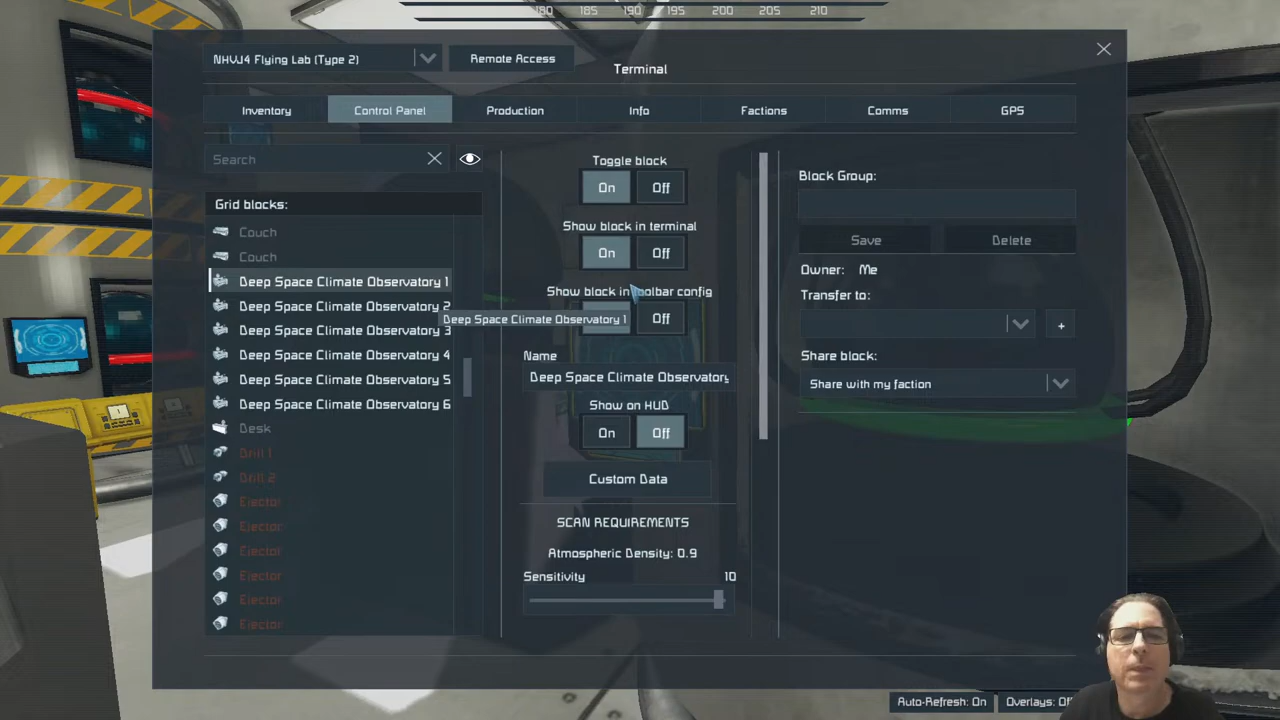 180 185 190 195 200 205 210
NHVJ4 Flying Lab (Type 2)
Remote Access
Terminal
Inventory
Control Panel
Production
Info
Factions
Comms
GPS
Search
Grid blocks:
Couch
Couch
Deep Space Climate Observatory 1
Deep Space Climate Observatory 2
Deep Space Climate Observatory 3
Deep Space Climate Observatory 4
Deep Space Climate Observatory 5
Deep Space Climate Observatory 6
Desk
Drill 1
Drill 2
Ejector
Ejector
Ejector
Ejector
Ejector
Ejector
Toggle block
On Off
Show block in terminal
On Off
Show block in toolbar config
Off
Deep Space Climate Observatory 1
Name
Deep Space Climate Observatory
Show on HUD
On Off
Custom Data
SCAN REQUIREMENTS
Atmospheric Density: 0.9
Sensitivity 10
Block Group:
Save Delete
Owner: Me
Transfer to:
+
Share block:
Share with my faction
Auto-Refresh: On
Overlays: Off